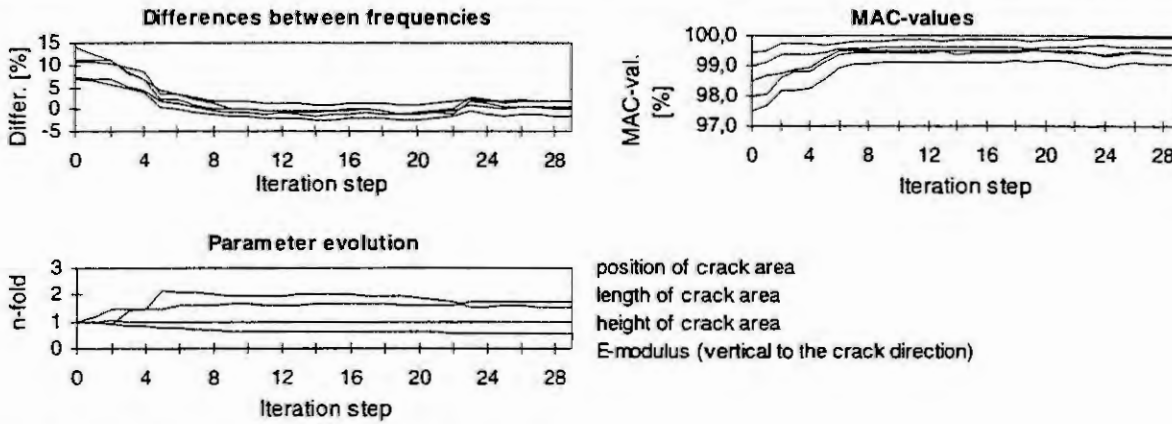 Differences between frequencies
Differ. [%]
15
10
5
0
-5
0 4 8 12 16 20 24 28
Iteration step
MAC-values
MAC-val.
[%]
100,0
99,0
98,0
97,0
0 4 8 12 16 20 24 28
Iteration step
Parameter evolution
n-fold
3
2
1
0
0 4 8 12 16 20 24 28
Iteration step
position of crack area
length of crack area
height of crack area
E-modulus (vertical to the crack direction)